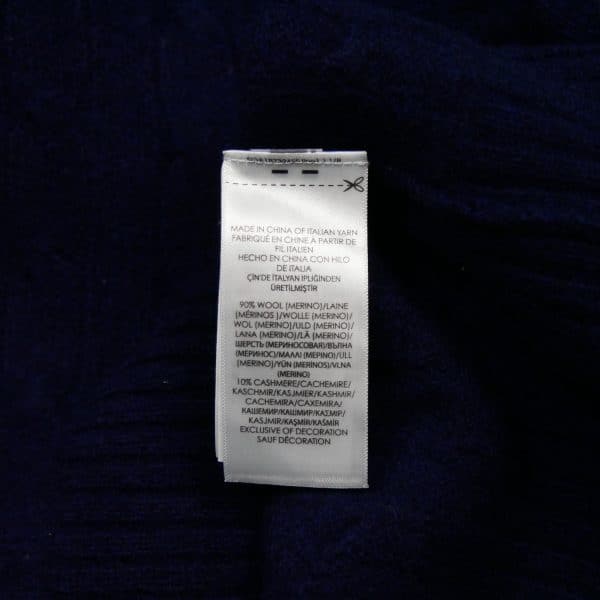 MADE IN CHINA OF ITALIAN YARN
FABRIQUÉ EN CHINE A PARTIR DE
FIL ITALIEN
HECHO EN CHINA CON HILO
DE ITALIA
ÇİN'DE İTALYAN İPLİĞİNDEN
ÜRETİLMİŞTİR
90% WOOL (MERINO)/LAINE
(MÉRINOS )/WOLLE (MERINO)/
WOL (MERINO)/ULD (MERINO)/
LANA (MERINO)/LÃ (MERINO)/
ШЕРСТЬ (МЕРИНОСОВАЯ)/ВЪЛНА
(МЕРИНОС)/ΜΑΛΛΙ (ΜΕΡΙΝΟ)/ULL
(MERINO)/YÜN (MERİNOS)/VLNA
(MERINO)
10% CASHMERE/CACHEMIRE/
KASCHMIR/KASJMIER/KASHMIR/
CACHEMIRA/CAXEMIRA/
КАШЕМИР/КАШМИР/ΚΑΣΜΙΡ/
KASJMIR/KAŞMİR/KAŠMÍR
EXCLUSIVE OF DECORATION
SAUF DÉCORATION